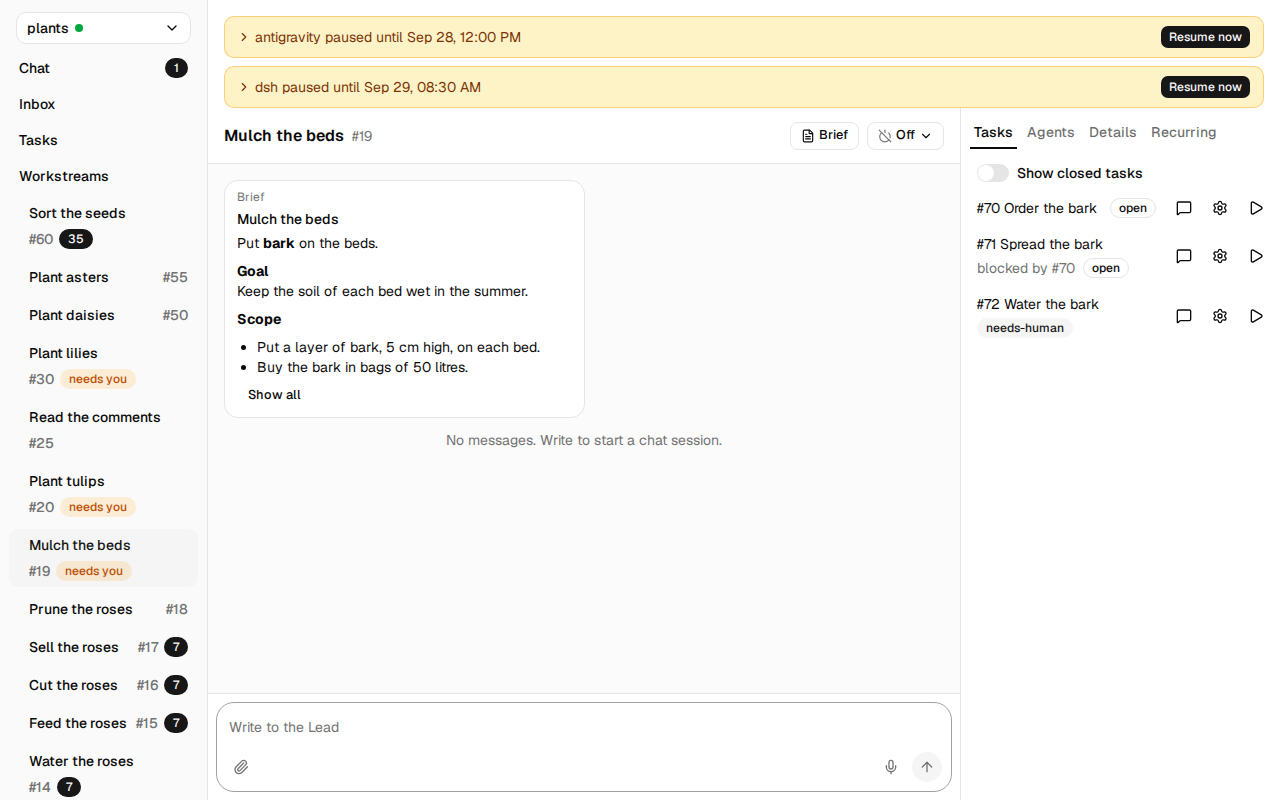 plants
Chat 1
Inbox
Tasks
Workstreams
Sort the seeds
#60 35
Plant asters #55
Plant daisies #50
Plant lilies
#30 needs you
Read the comments
#25
Plant tulips
#20 needs you
Mulch the beds
#19 needs you
Prune the roses #18
Sell the roses #17 7
Cut the roses #16 7
Feed the roses #15 7
Water the roses
#14 7
antigravity paused until Sep 28, 12:00 PM Resume now
dsh paused until Sep 29, 08:30 AM Resume now
Mulch the beds #19 Brief Off
Brief
Mulch the beds
Put bark on the beds.
Goal
Keep the soil of each bed wet in the summer.
Scope
• Put a layer of bark, 5 cm high, on each bed.
• Buy the bark in bags of 50 litres.
Show all
No messages. Write to start a chat session.
Write to the Lead
Tasks Agents Details Recurring
Show closed tasks
#70 Order the bark open
#71 Spread the bark
blocked by #70 open
#72 Water the bark
needs-human